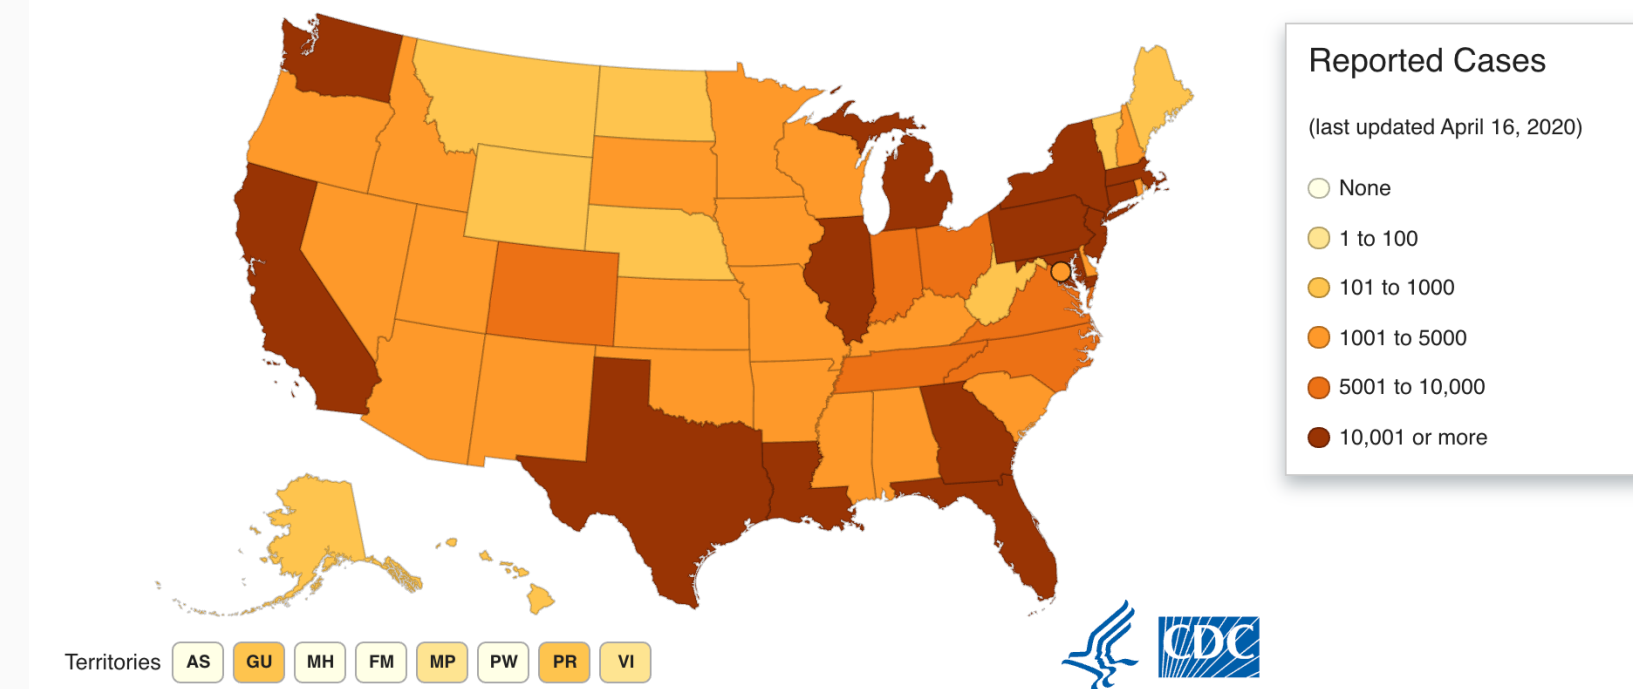 Reported Cases
(last updated April 16, 2020)
None
1 to 100
101 to 1000
1001 to 5000
5001 to 10,000
10,001 or more
CDC
Territories AS GU MH FM MP PW PR VI